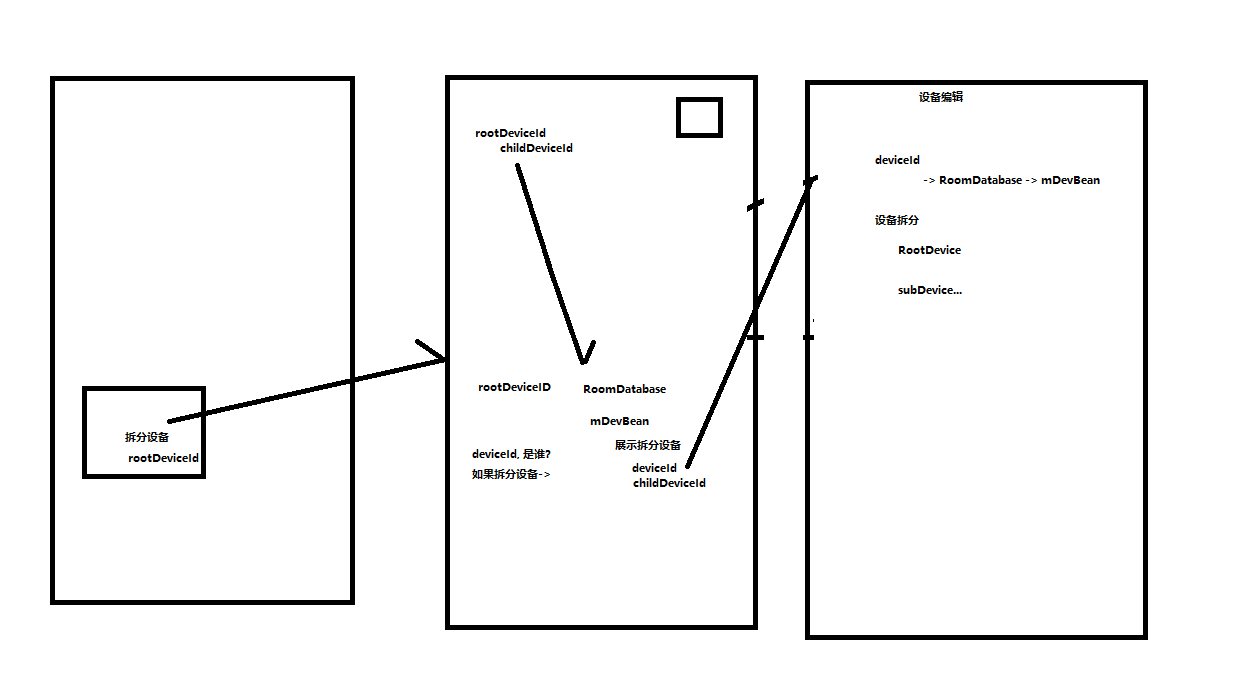 拆分设备
rootDeviceId
rootDeviceId
childDeviceId
rootDeviceID
RoomDatabase
mDevBean
展示拆分设备
deviceId, 是谁?
如果拆分设备->
deviceId
childDeviceId
设备编辑
deviceId
-> RoomDatabase -> mDevBean
设备拆分
RootDevice
subDevice...